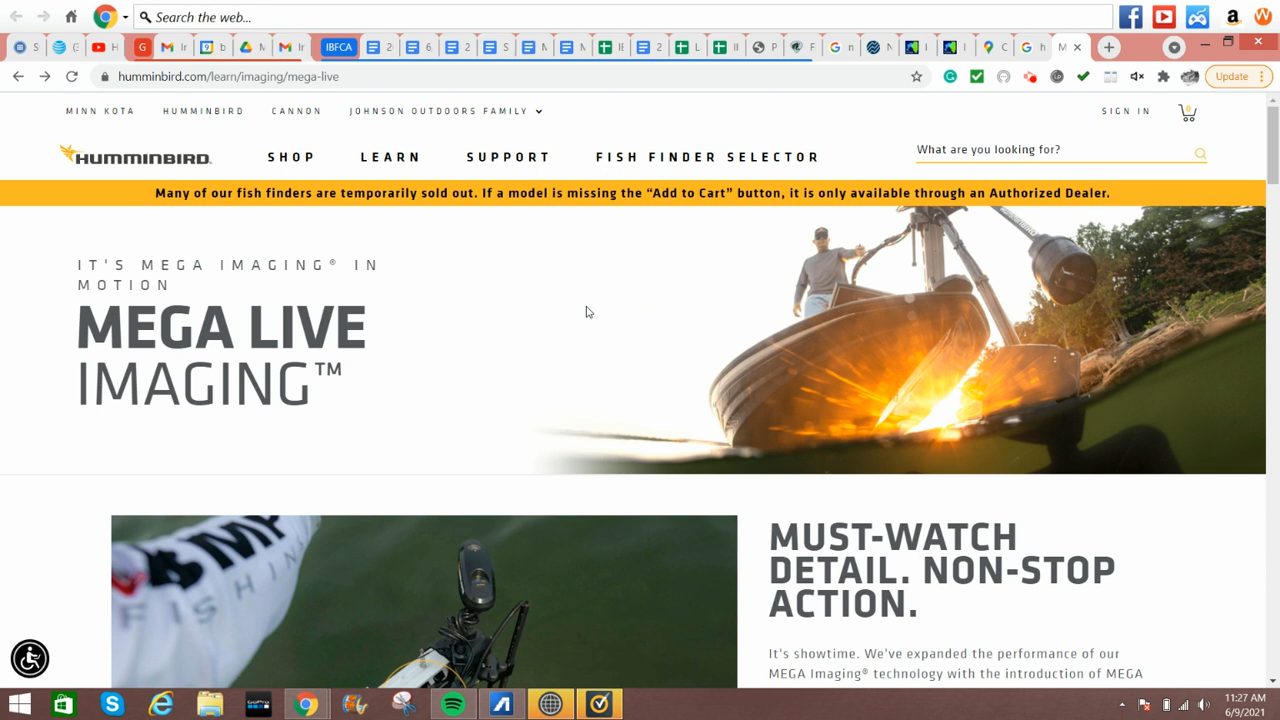 Search the web...
IBFCA
humminbird.com/learn/imaging/mega-live
Update
MINN KOTA HUMMINBIRD CANNON JOHNSON OUTDOORS FAMILY
SIGN IN
0
HUMMINBIRD
SHOP LEARN SUPPORT FISH FINDER SELECTOR
What are you looking for?
Many of our fish finders are temporarily sold out. If a model is missing the “Add to Cart” button, it is only available through an Authorized Dealer.
IT'S MEGA IMAGING® IN
MOTION
MEGA LIVE
IMAGING™
MUST-WATCH
DETAIL. NON-STOP
ACTION.
It's showtime. We've expanded the performance of our
MEGA Imaging® technology with the introduction of MEGA
FISHIN
11:27 AM
6/9/2021